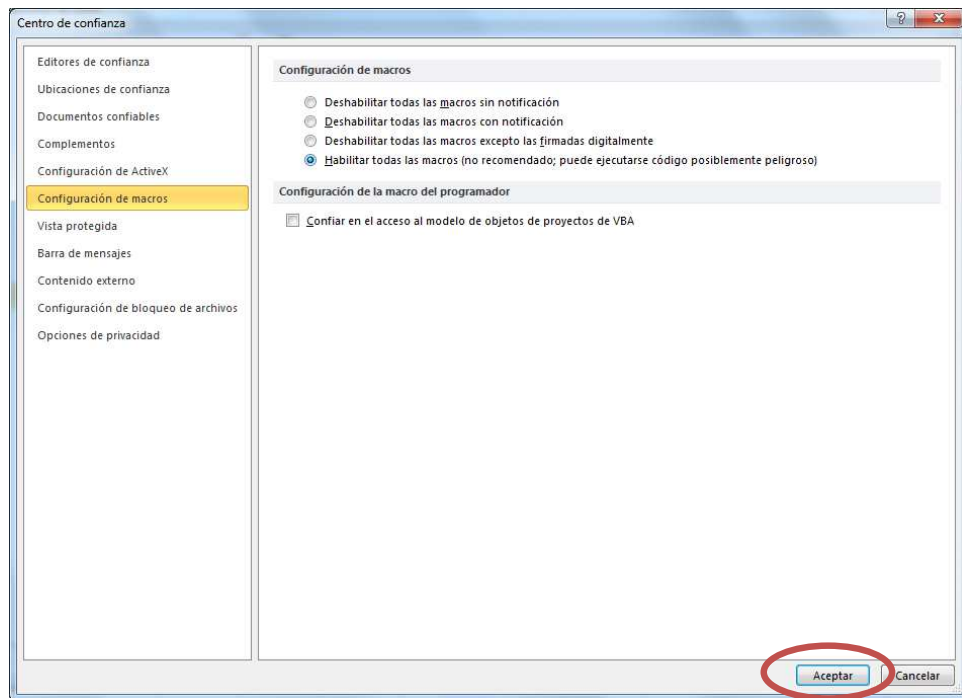 Centro de confianza
Editores de confianza
Ubicaciones de confianza
Documentos confiables
Complementos
Configuración de ActiveX
Configuración de macros
Vista protegida
Barra de mensajes
Contenido externo
Configuración de bloqueo de archivos
Opciones de privacidad
Configuración de macros
Deshabilitar todas las macros sin notificación
Deshabilitar todas las macros con notificación
Deshabilitar todas las macros excepto las firmadas digitalmente
Habilitar todas las macros (no recomendado; puede ejecutarse código posiblemente peligroso)
Configuración de la macro del programador
Confiar en el acceso al modelo de objetos de proyectos de VBA
Aceptar
Cancelar